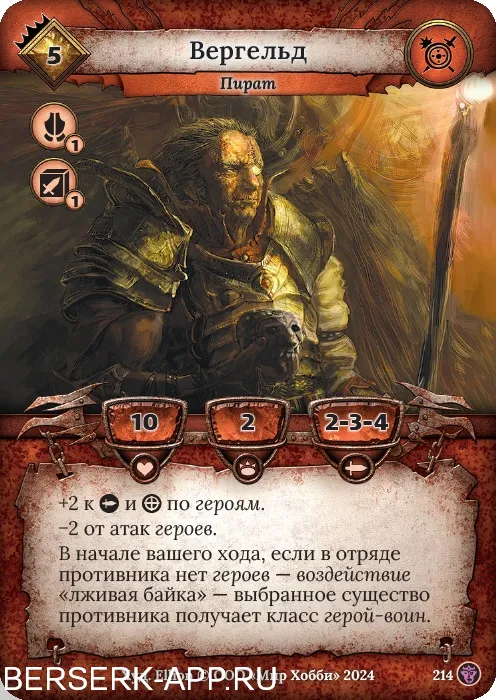 5
Вергельд
Пират
1
1
10
2
2-3-4
+2 к и по героям.
−2 от атак героев.
В начале вашего хода, если в отряде
противника нет героев — воздействие
«лживая байка» — выбранное существо
противника получает класс герой-воин.
«Мир Хобби» 2024
214
BERSERK-APP.RU